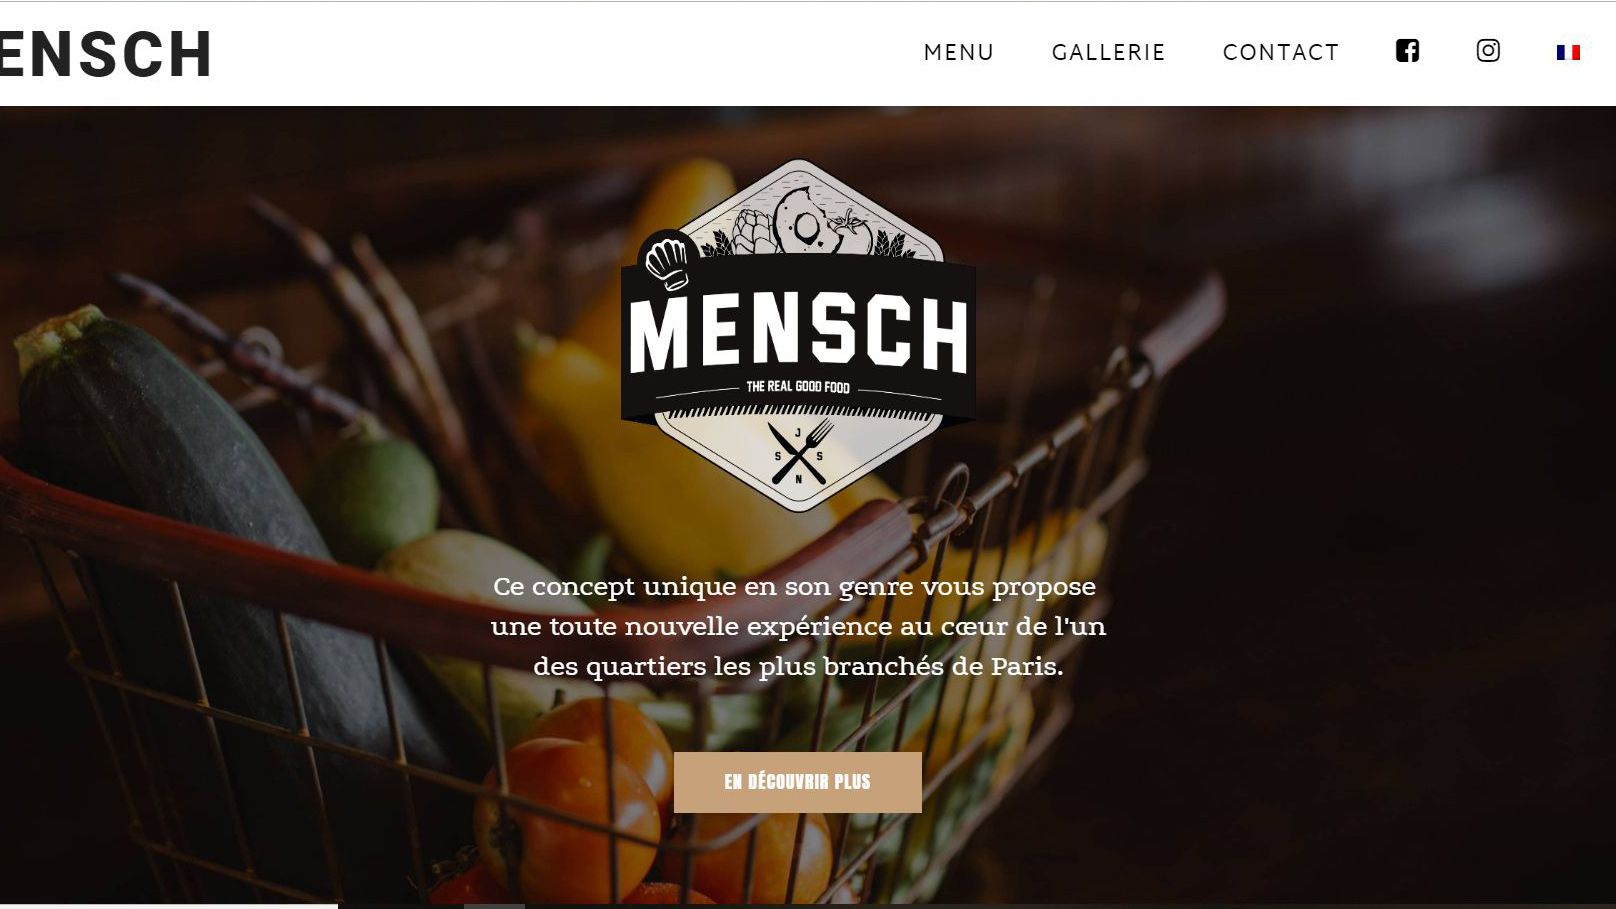 ENSCH
MENU GALLERIE CONTACT
MENSCH
THE REAL GOOD FOOD
J
S S
N
Ce concept unique en son genre vous propose
une toute nouvelle expérience au cœur de l'un
des quartiers les plus branchés de Paris.
EN DÉCOUVRIR PLUS